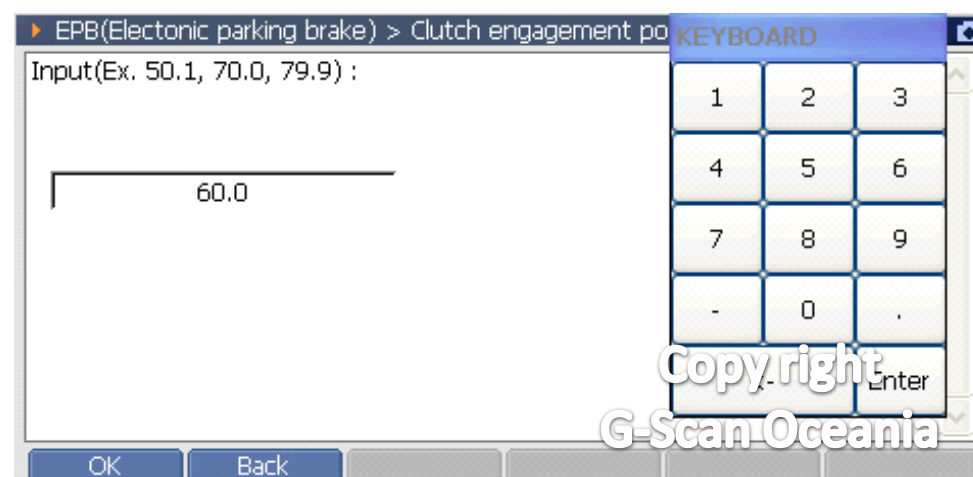 EPB(Electonic parking brake) > Clutch engagement po
KEYBOARD
Input(Ex. 50.1, 70.0, 79.9) :
60.0
1 2 3
4 5 6
7 8 9
- 0 .
<- Enter
Copy right
G-Scan Oceania
OK Back